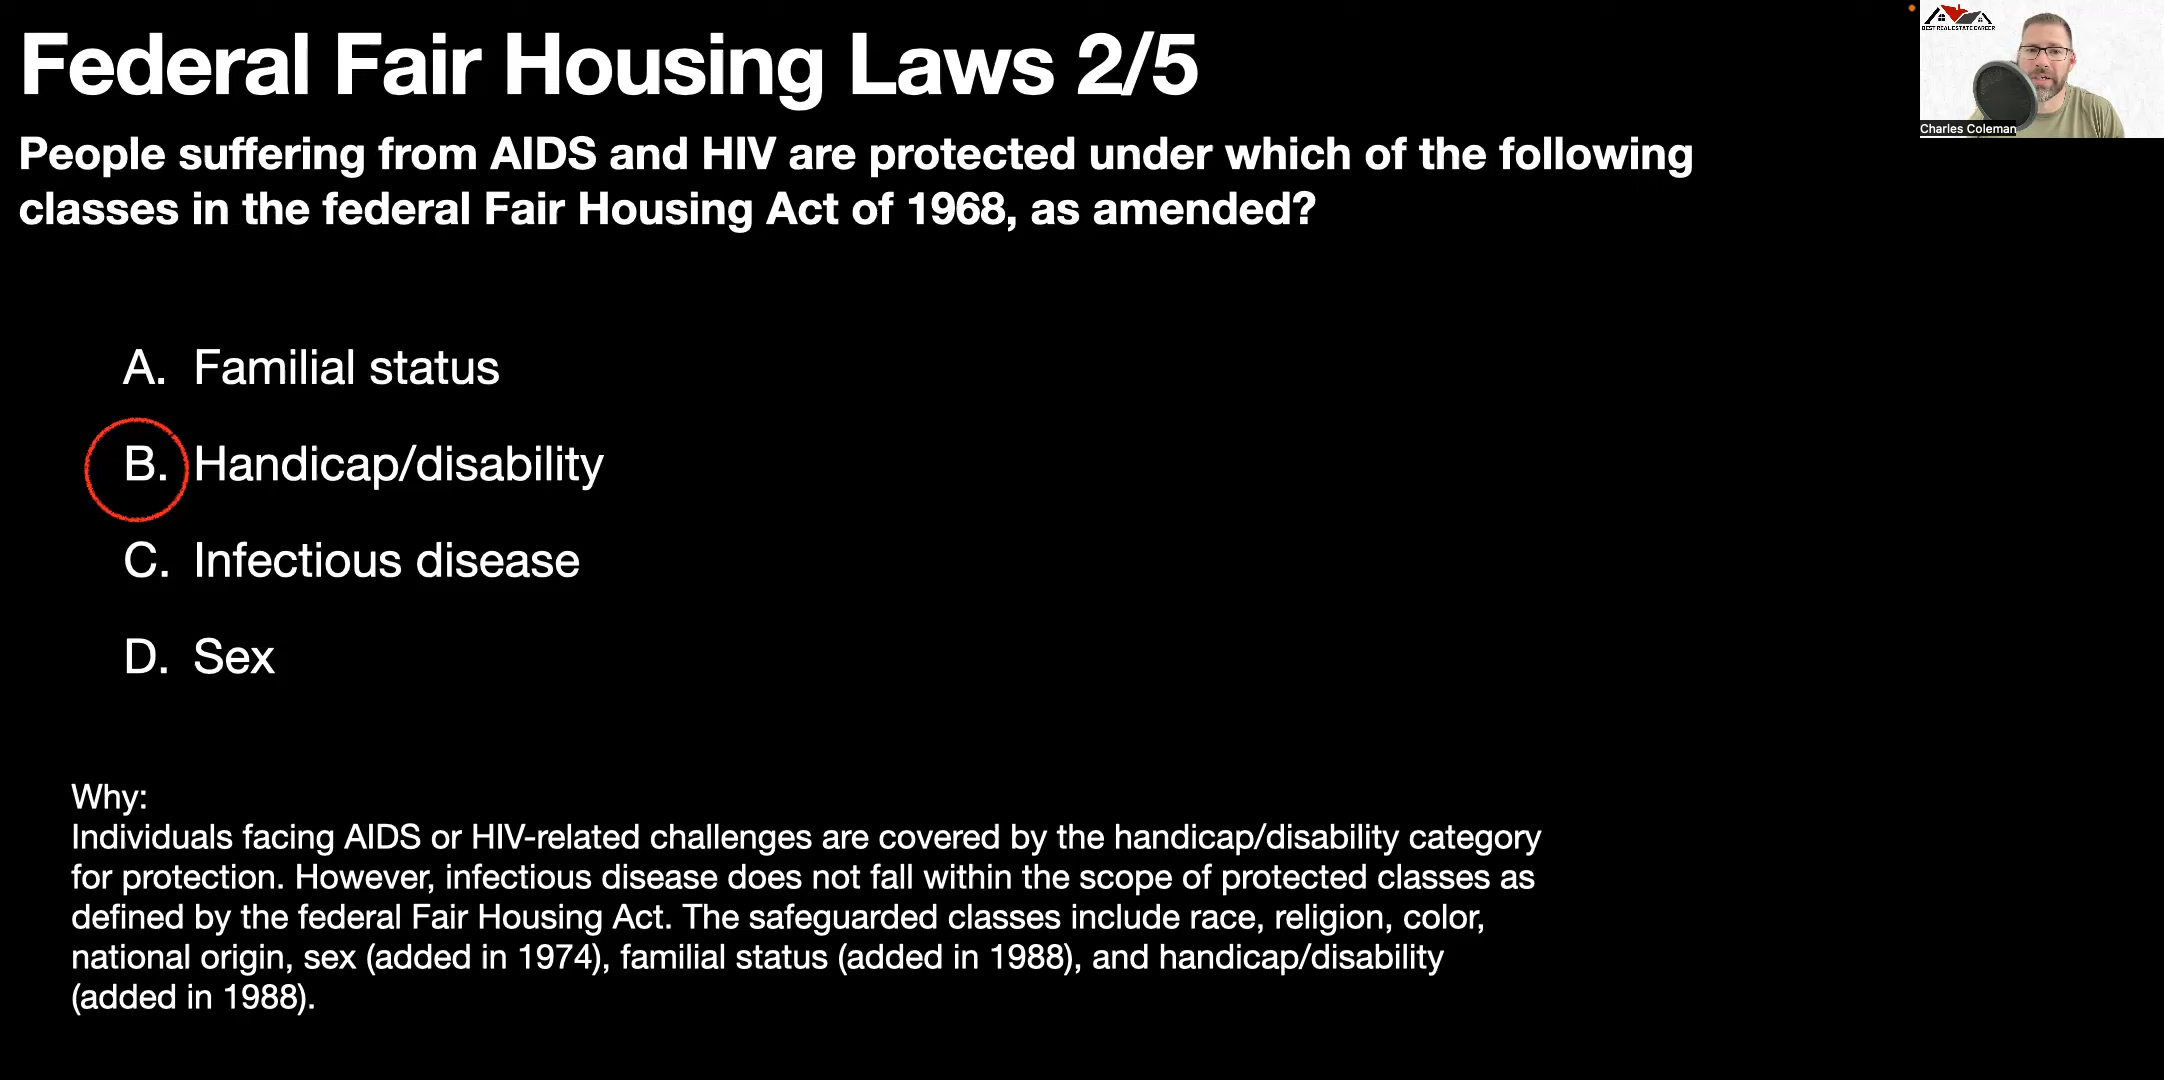 Federal Fair Housing Laws 2/5
BEST REAL ESTATE CAREER
Charles Coleman
People suffering from AIDS and HIV are protected under which of the following
classes in the federal Fair Housing Act of 1968, as amended?
A. Familial status
B. Handicap/disability
C. Infectious disease
D. Sex
Why:
Individuals facing AIDS or HIV-related challenges are covered by the handicap/disability category
for protection. However, infectious disease does not fall within the scope of protected classes as
defined by the federal Fair Housing Act. The safeguarded classes include race, religion, color,
national origin, sex (added in 1974), familial status (added in 1988), and handicap/disability
(added in 1988).